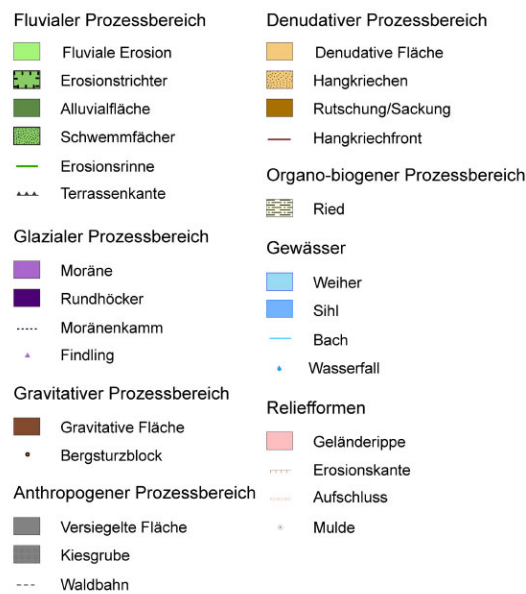 Fluvialer Prozessbereich
Fluviale Erosion
Erosionstrichter
Alluvialfläche
Schwemmfächer
Erosionsrinne
Terrassenkante
Glazialer Prozessbereich
Moräne
Rundhöcker
Moränenkamm
Findling
Gravitativer Prozessbereich
Gravitative Fläche
Bergsturzblock
Anthropogener Prozessbereich
Versiegelte Fläche
Kiesgrube
Waldbahn
Denudativer Prozessbereich
Denudative Fläche
Hangkriechen
Rutschung/Sackung
Hangkriechfront
Organo-biogener Prozessbereich
Ried
Gewässer
Weiher
Sihl
Bach
Wasserfall
Reliefformen
Geländerippe
Erosionskante
Aufschluss
Mulde